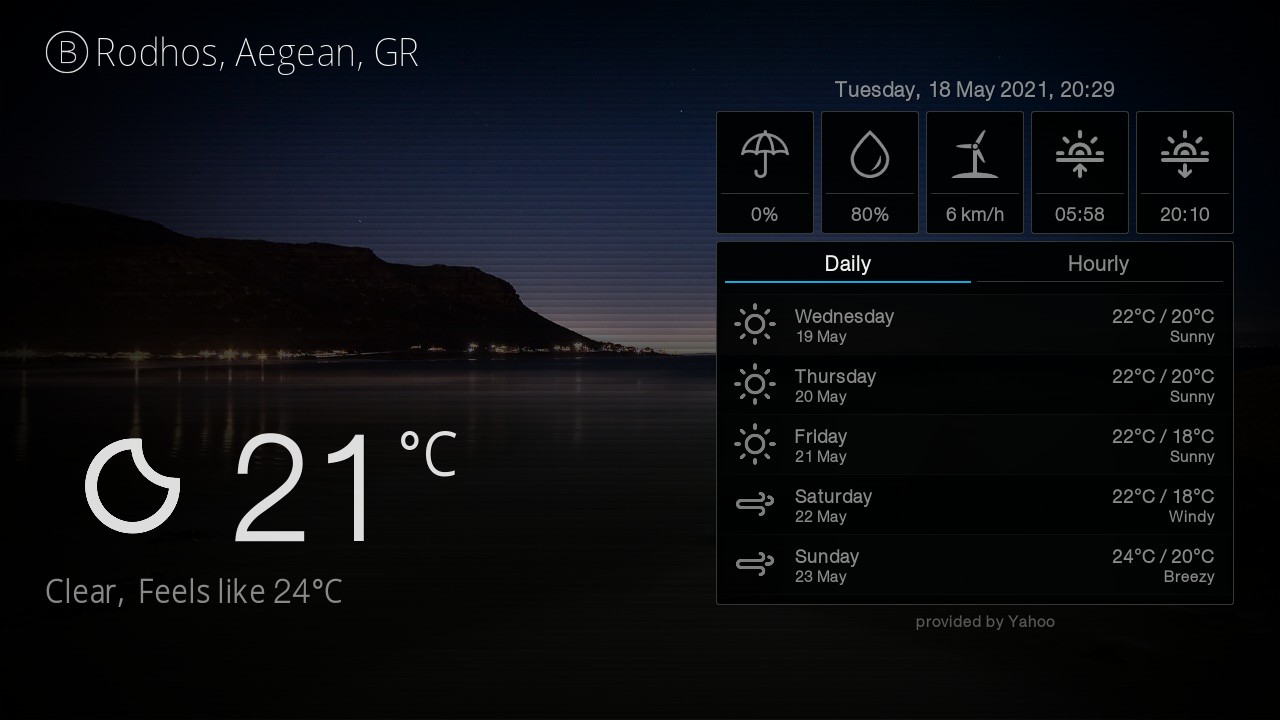 B Rodhos, Aegean, GR
Tuesday, 18 May 2021, 20:29
0% 80% 6 km/h 05:58 20:10
Daily Hourly
Wednesday 22°C / 20°C
19 May Sunny
Thursday 22°C / 20°C
20 May Sunny
Friday 22°C / 18°C
21 May Sunny
Saturday 22°C / 18°C
22 May Windy
Sunday 24°C / 20°C
23 May Breezy
provided by Yahoo
21 °C
Clear, Feels like 24°C